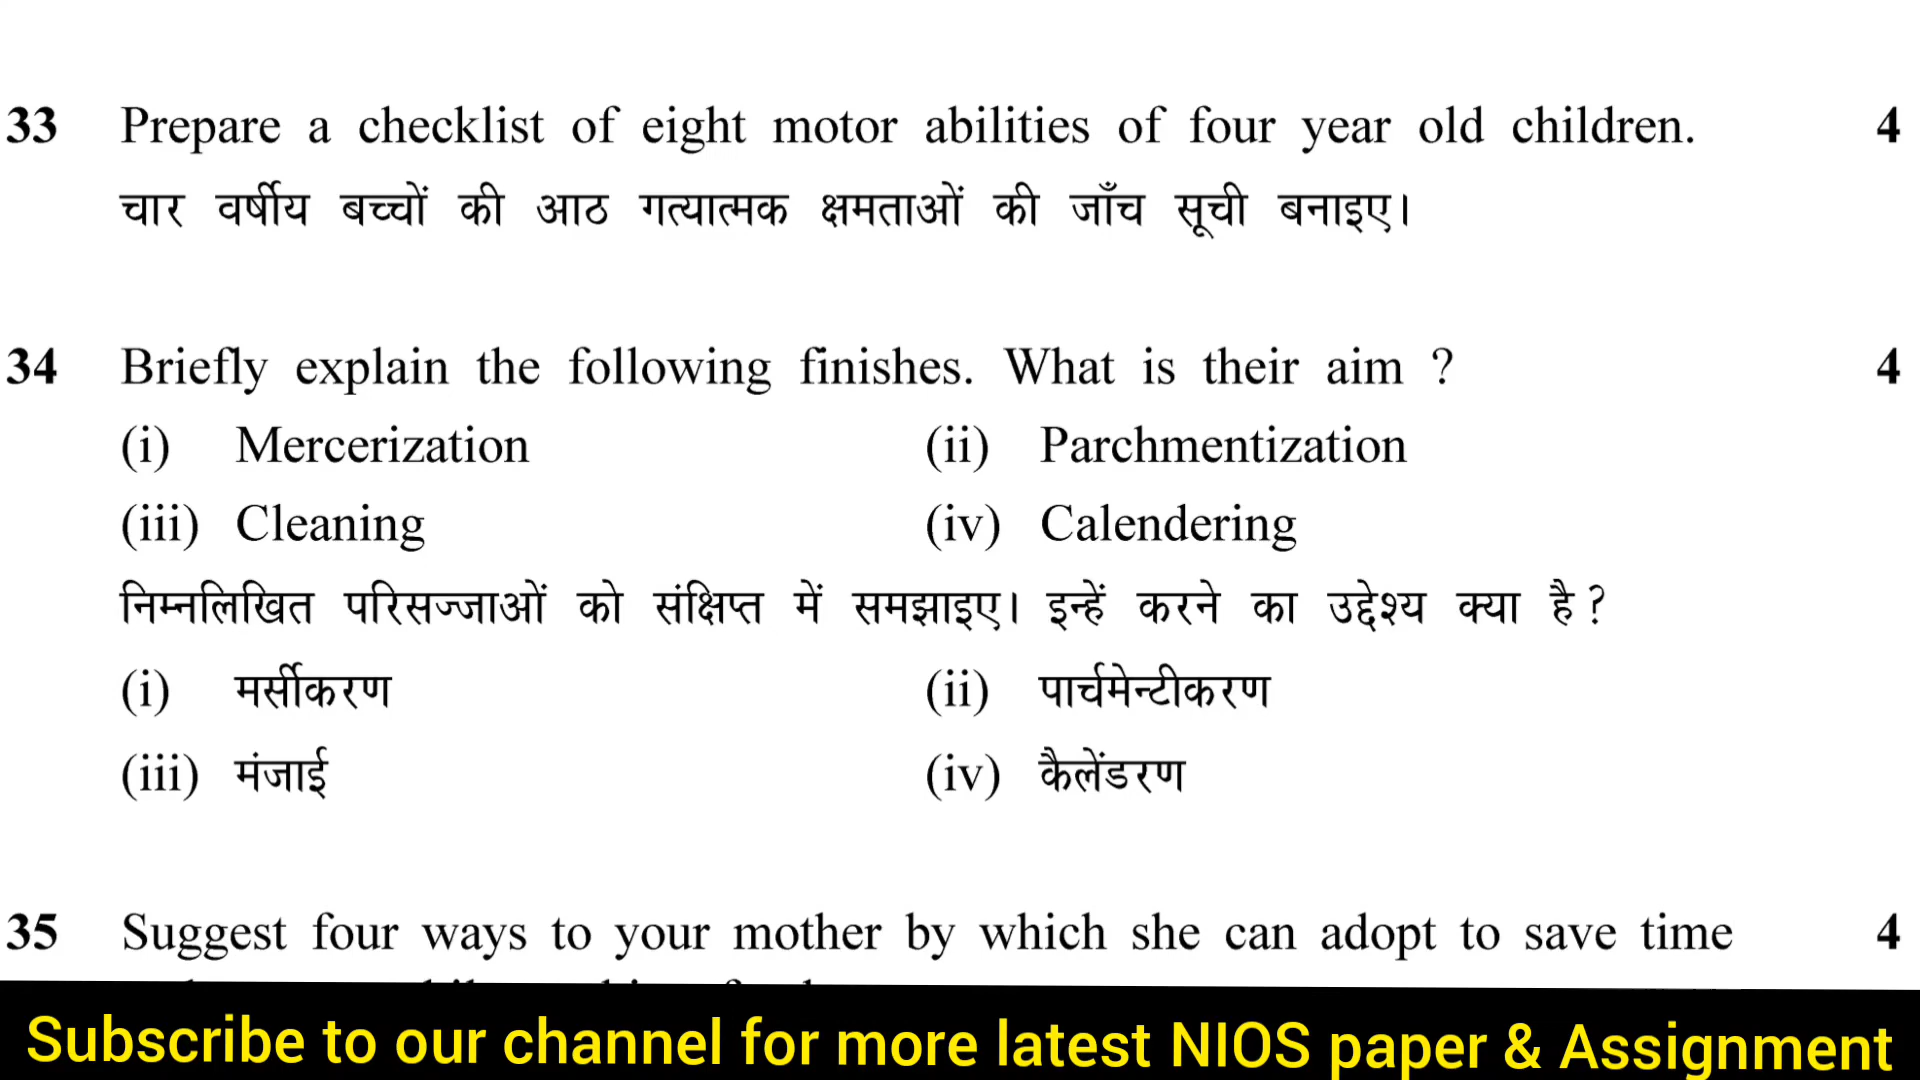 33 Prepare a checklist of eight motor abilities of four year old children. 4
चार वर्षीय बच्चों की आठ गत्यात्मक क्षमताओं की जाँच सूची बनाइए।
34 Briefly explain the following finishes. What is their aim ? 4
(i) Mercerization (ii) Parchmentization
(iii) Cleaning (iv) Calendering
निम्नलिखित परिसज्जाओं को संक्षिप्त में समझाइए। इन्हें करने का उद्देश्य क्या है ?
(i) मर्सीकरण (ii) पार्चमेन्टीकरण
(iii) मंजाई (iv) कैलेंडरण
35 Suggest four ways to your mother by which she can adopt to save time 4
Subscribe to our channel for more latest NIOS paper & Assignment